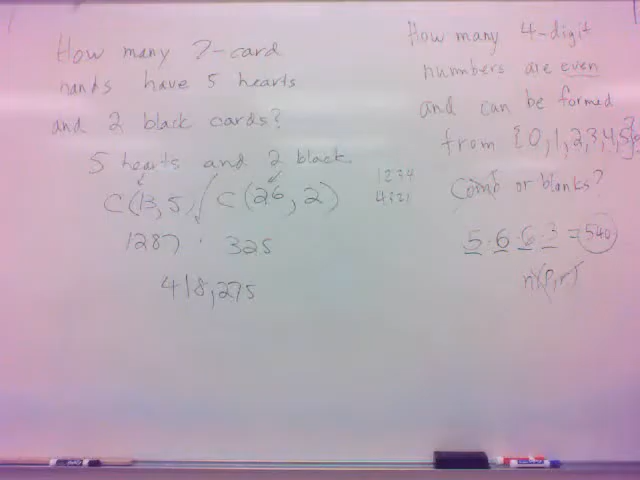 How many 7-card
hands have 5 hearts
and 2 black cards?
5 hearts and 2 black
C(13,5) C(26,2)
1287 · 325
418,275
1234
4321
How many 4-digit
numbers are even
and can be formed
from {0,1,2,3,4,5}?
Comb or blanks?
5·6·6·3 = 540
n(P,r)